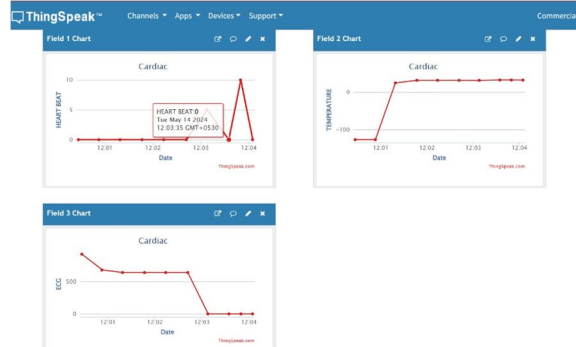 ThingSpeak™ Channels Apps Devices Support Commercia
Field 1 Chart
Cardiac
HEART BEAT
10
5
0
HEART BEAT:0
Tue May 14 2024
12:03:35 GMT+0530
12:01 12:02 12:03 12:04
Date
ThingSpeak.com
Field 2 Chart
Cardiac
TEMPERATURE
0
-100
12:01 12:02 12:03 12:04
Date
ThingSpeak.com
Field 3 Chart
Cardiac
ECG
500
0
12:01 12:02 12:03 12:04
Date
ThingSpeak.com